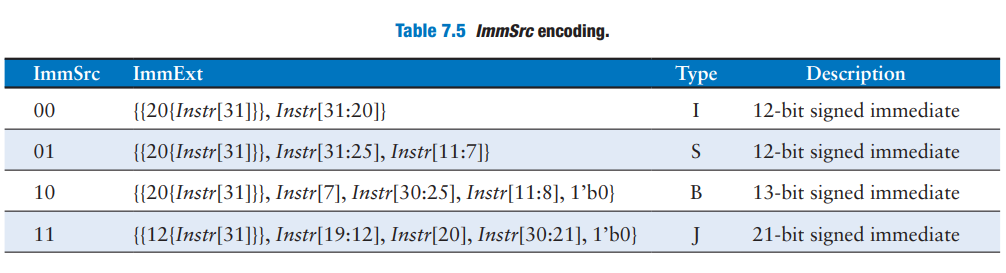 Table 7.5 ImmSrc encoding.
ImmSrc ImmExt Type Description
00 {{20{Instr[31]}}, Instr[31:20]} I 12-bit signed immediate
01 {{20{Instr[31]}}, Instr[31:25], Instr[11:7]} S 12-bit signed immediate
10 {{20{Instr[31]}}, Instr[7], Instr[30:25], Instr[11:8], 1’b0} B 13-bit signed immediate
11 {{12{Instr[31]}}, Instr[19:12], Instr[20], Instr[30:21], 1’b0} J 21-bit signed immediate